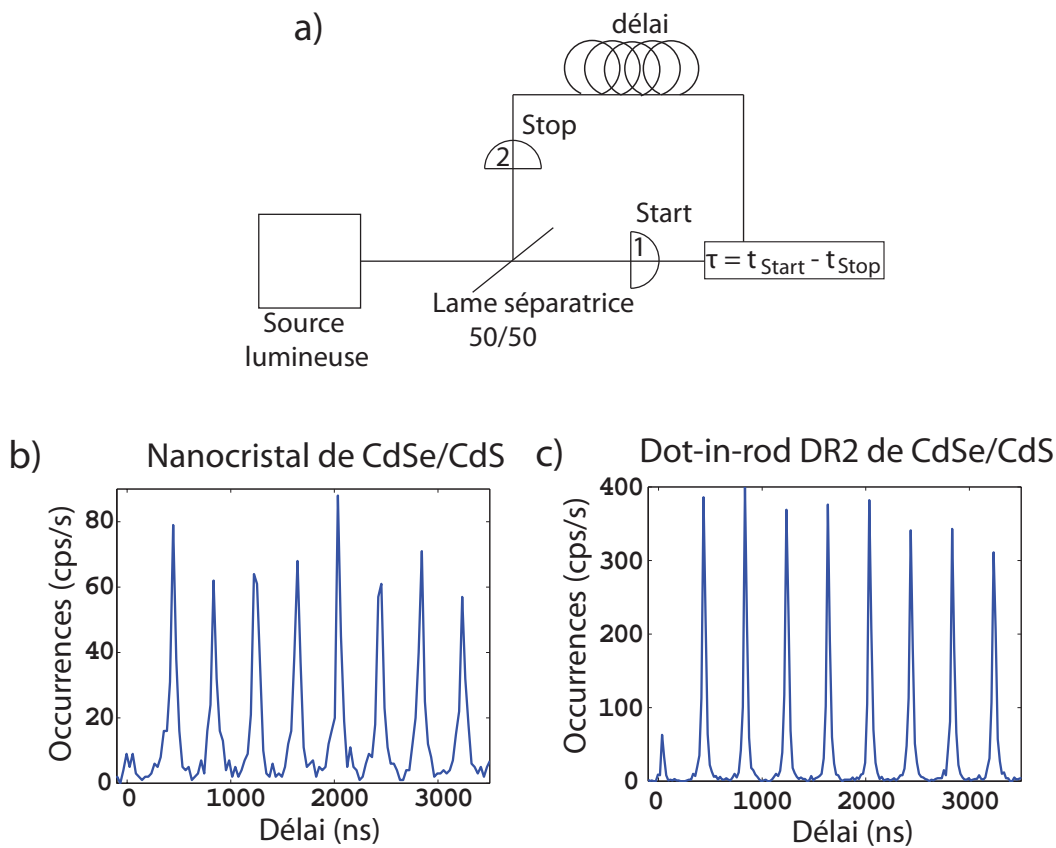 a)
délai
Stop
2
Start
1
τ = t Start - t Stop
Lame séparatrice
50/50
Source
lumineuse
b)
Nanocristal de CdSe/CdS
Occurrences (cps/s)
80
60
40
20
0
0 1000 2000 3000
Délai (ns)
c)
Dot-in-rod DR2 de CdSe/CdS
Occurrences (cps/s)
400
300
200
100
0
0 1000 2000 3000
Délai (ns)